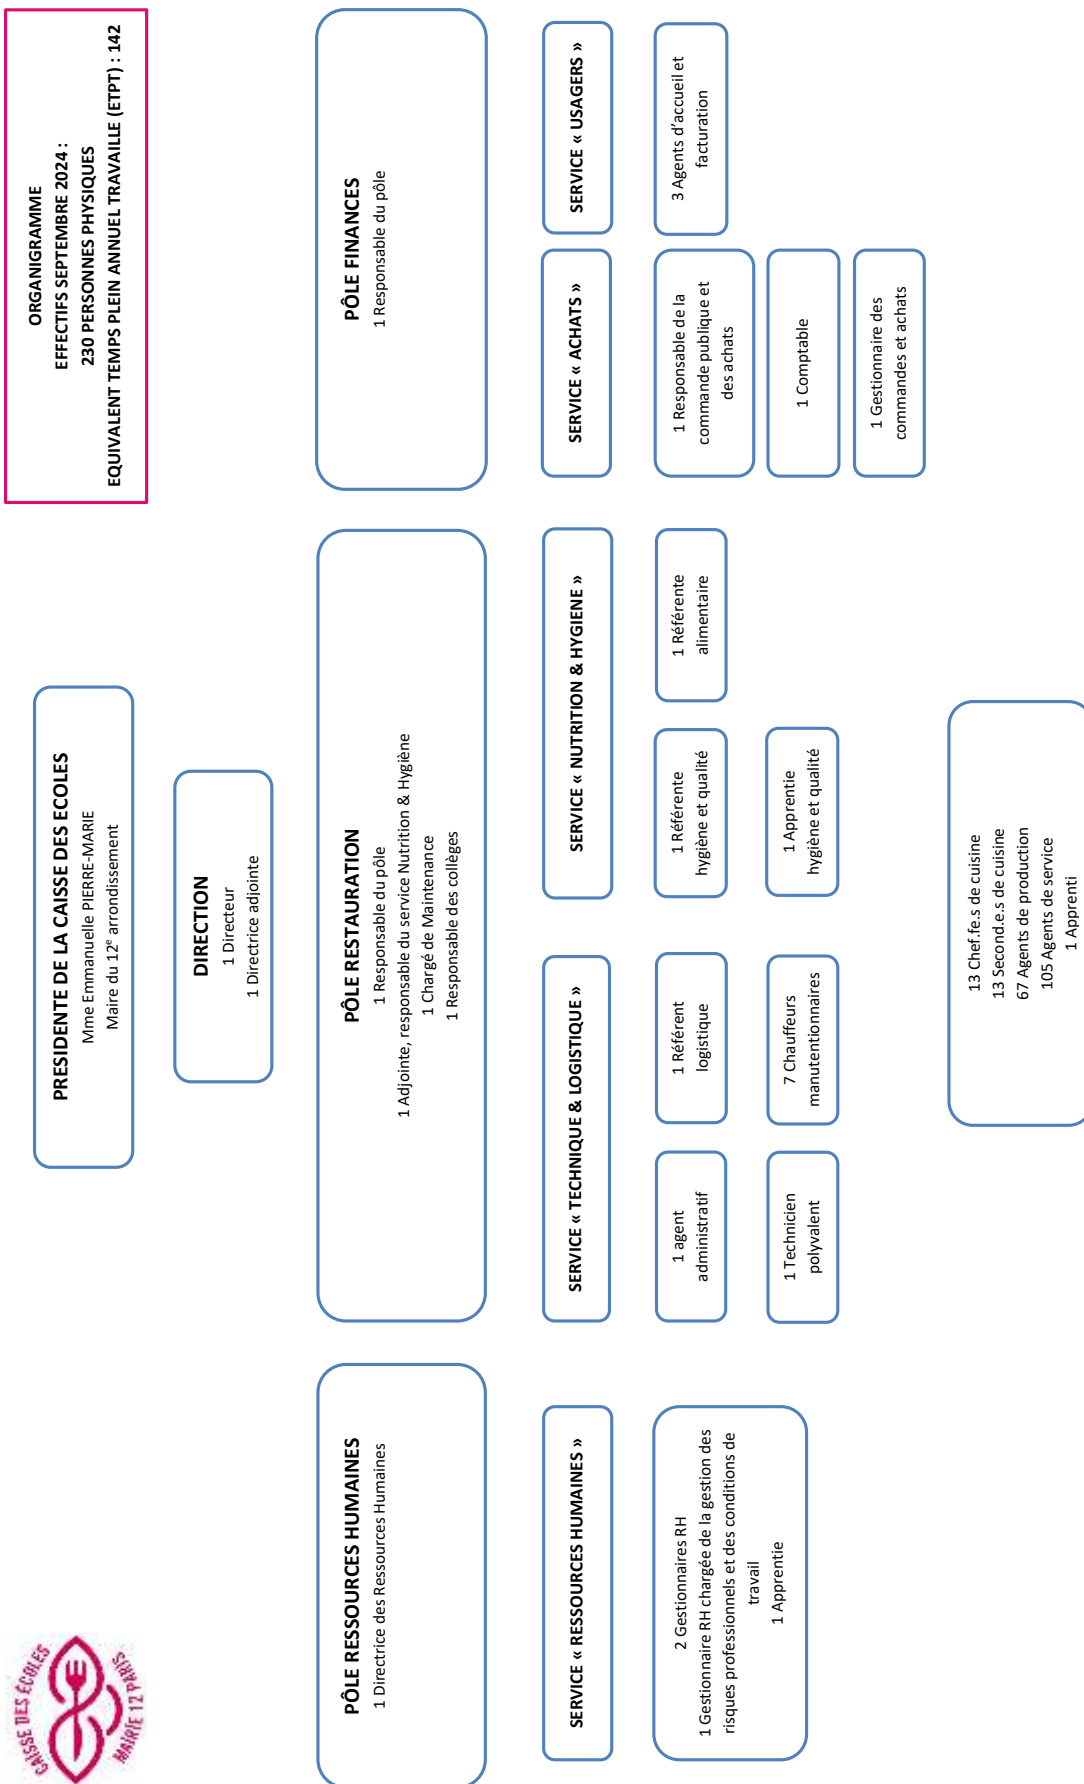 CAISSE DES ÉCOLES
MAIRIE 12 PARIS
ORGANIGRAMME
EFFECTIFS SEPTEMBRE 2024 :
230 PERSONNES PHYSIQUES
EQUIVALENT TEMPS PLEIN ANNUEL TRAVAILLE (ETPT) : 142
PRESIDENTE DE LA CAISSE DES ECOLES
Mme Emmanuelle PIERRE-MARIE
Maire du 12e arrondissement
DIRECTION
1 Directeur
1 Directrice adjointe
PÔLE RESSOURCES HUMAINES
1 Directrice des Ressources Humaines
PÔLE RESTAURATION
1 Responsable du pôle
1 Adjointe, responsable du service Nutrition & Hygiène
1 Chargé de Maintenance
1 Responsable des collèges
PÔLE FINANCES
1 Responsable du pôle
SERVICE « RESSOURCES HUMAINES »
SERVICE « TECHNIQUE & LOGISTIQUE »
SERVICE « NUTRITION & HYGIENE »
SERVICE « ACHATS »
SERVICE « USAGERS »
2 Gestionnaires RH
1 Gestionnaire RH chargée de la gestion des
risques professionnels et des conditions de
travail
1 Apprentie
1 agent
administratif
1 Référent
logistique
1 Technicien
polyvalent
7 Chauffeurs
manutentionnaires
1 Référente
hygiène et qualité
1 Référente
alimentaire
1 Apprentie
hygiène et qualité
1 Responsable de la
commande publique et
des achats
1 Comptable
1 Gestionnaire des
commandes et achats
3 Agents d'accueil et
facturation
13 Chef.fe.s de cuisine
13 Second.e.s de cuisine
67 Agents de production
105 Agents de service
1 Apprenti